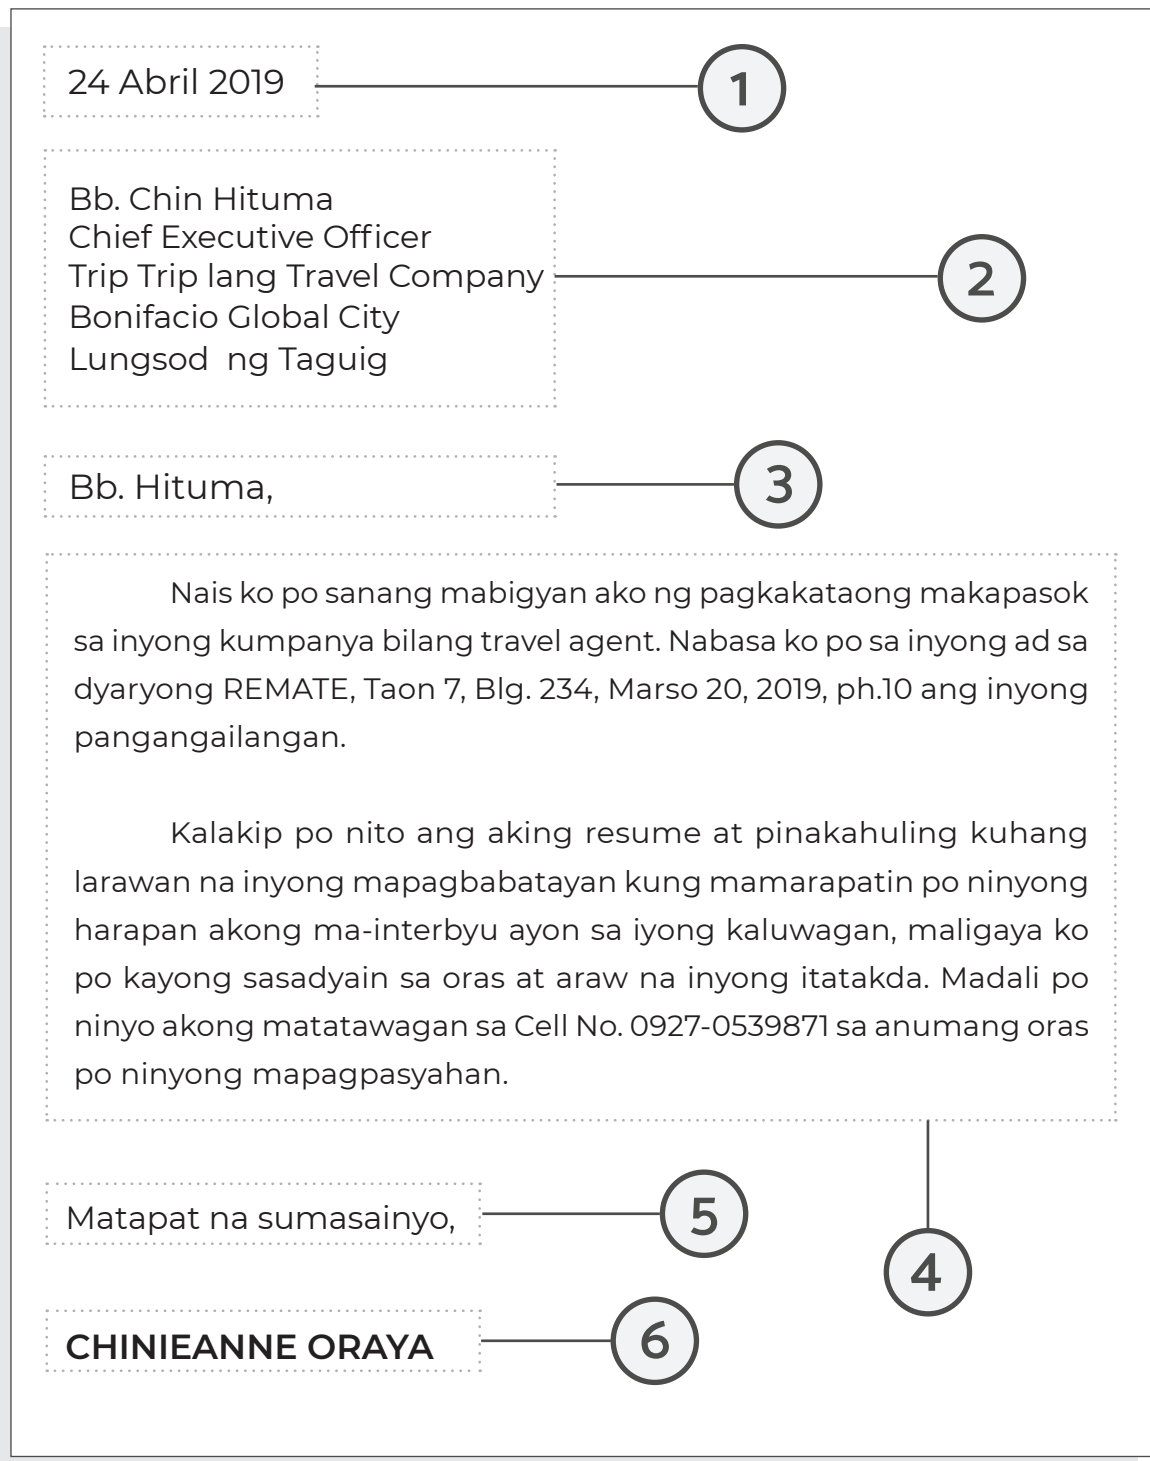 24 Abril 2019
1
Bb. Chin Hituma
Chief Executive Officer
Trip Trip lang Travel Company
Bonifacio Global City
Lungsod ng Taguig
2
Bb. Hituma,
3
Nais ko po sanang mabigyan ako ng pagkakataong makapasok
sa inyong kumpanya bilang travel agent. Nabasa ko po sa inyong ad sa
dyaryong REMATE, Taon 7, Blg. 234, Marso 20, 2019, ph.10 ang inyong
pangangailangan.
Kalakip po nito ang aking resume at pinakahuling kuhang
larawan na inyong mapagbabatayan kung mamarapatin po ninyong
harapan akong ma-interbyu ayon sa iyong kaluwagan, maligaya ko
po kayong sasadyain sa oras at araw na inyong itatakda. Madali po
ninyo akong matatawagan sa Cell No. 0927-0539871 sa anumang oras
po ninyong mapagpasyahan.
4
Matapat na sumasainyo,
5
CHINIEANNE ORAYA
6